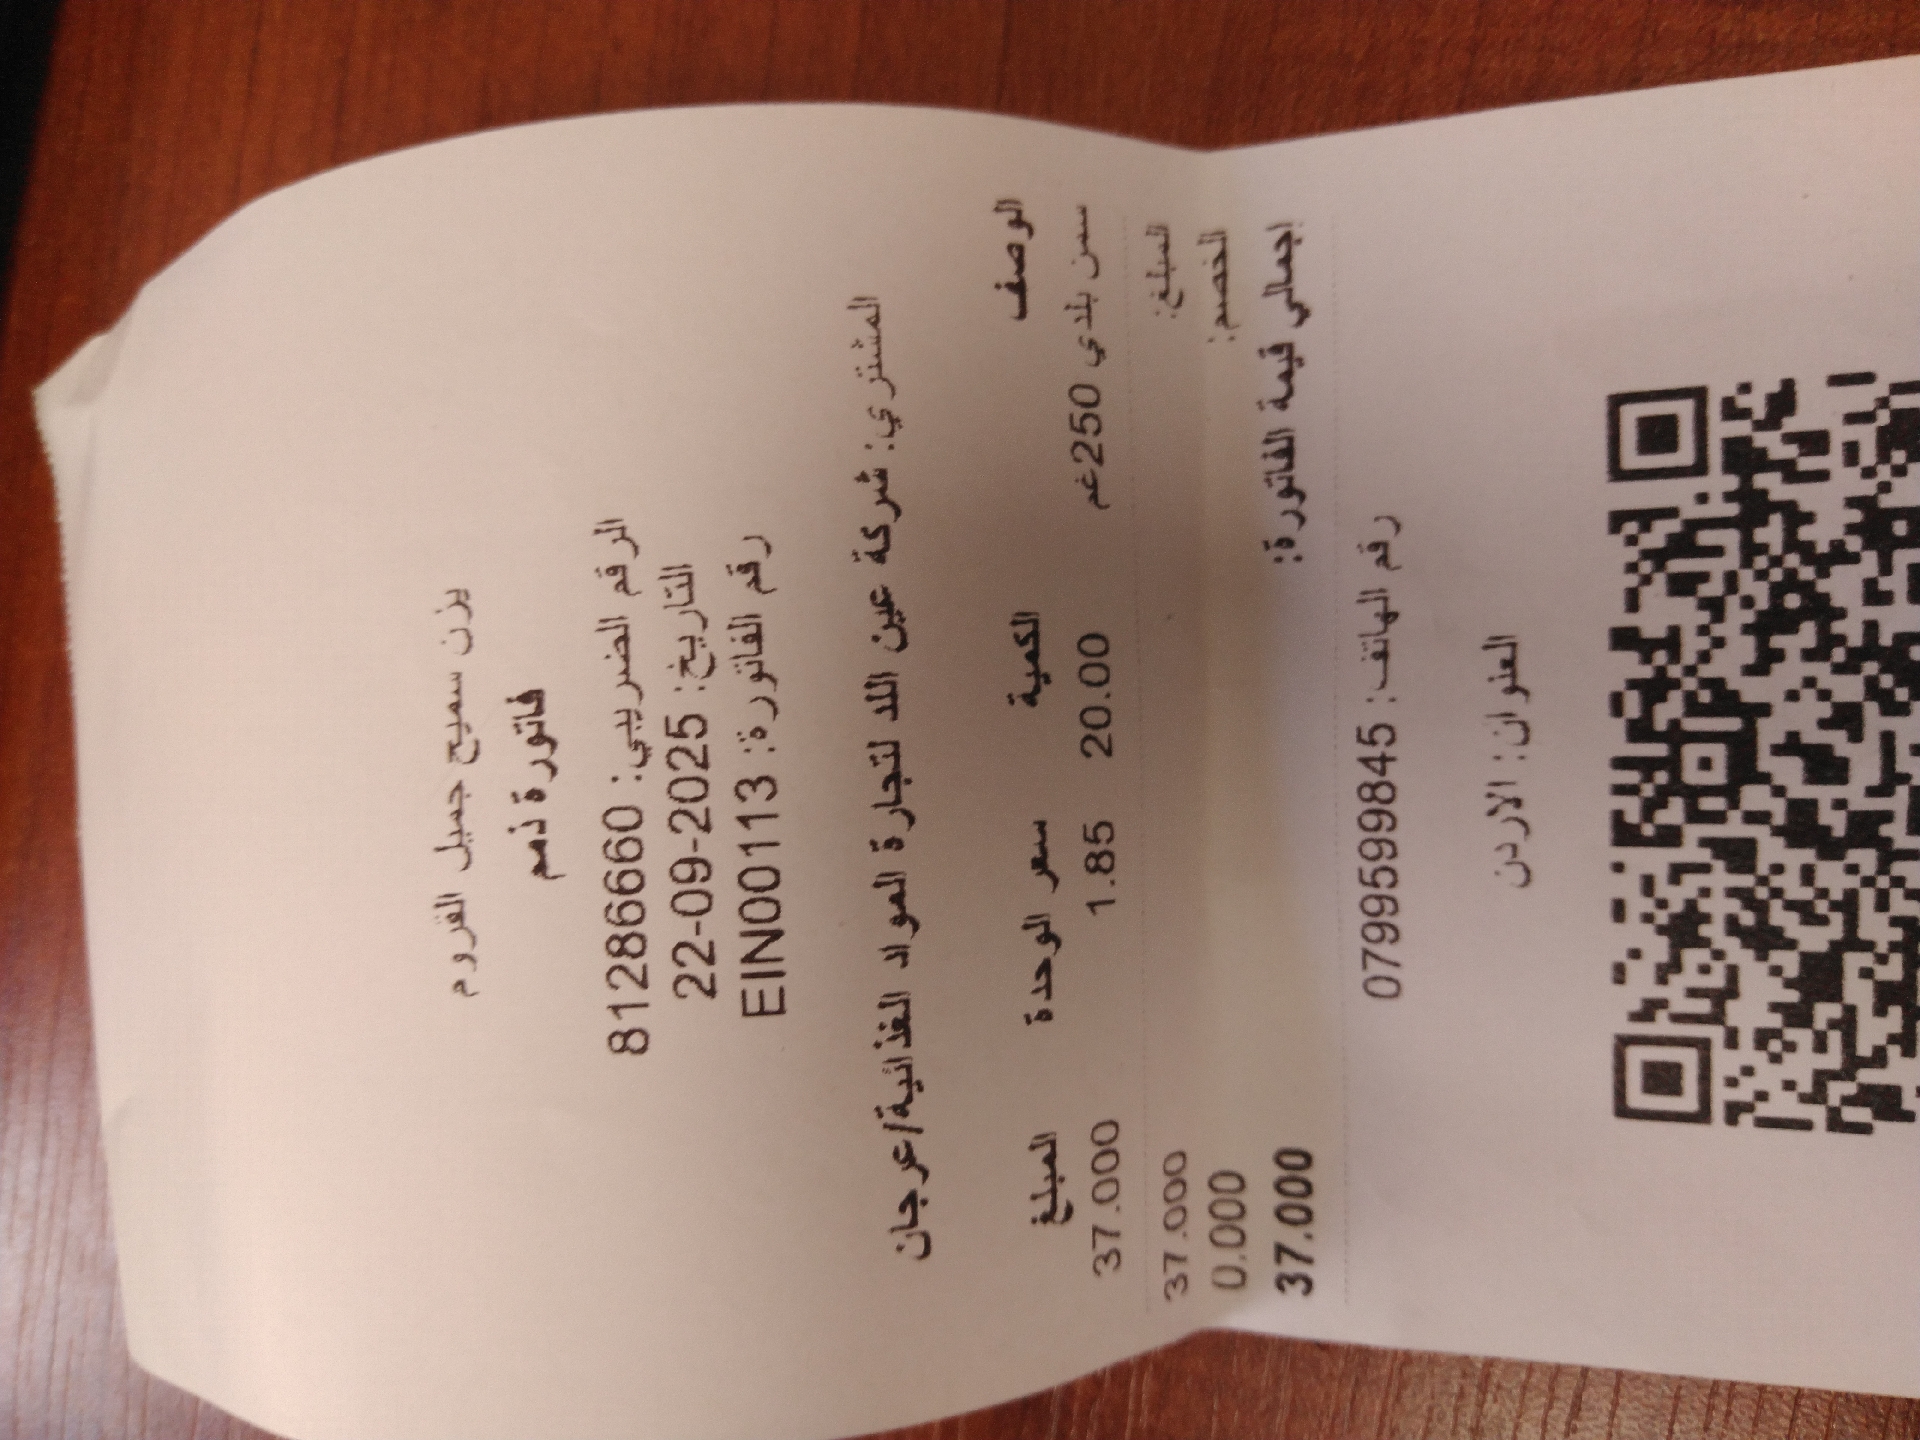 يزن سميح جميل القروم
فاتورة ذمم
الرقم الضريبي: 81286660
التاريخ: 22-09-2025
رقم الفاتورة: EIN00113
المشتري: شركة عين اللد لتجارة المواد الغذائية/عرجان
الوصف الكمية سعر الوحدة المبلغ
سمن بلدي 250غم 20.00 1.85 37.000
المبلغ: 37.000
الخصم: 0.000
اجمالي قيمة الفاتورة: 37.000
رقم الهاتف: 0799599845
العنوان: الاردن